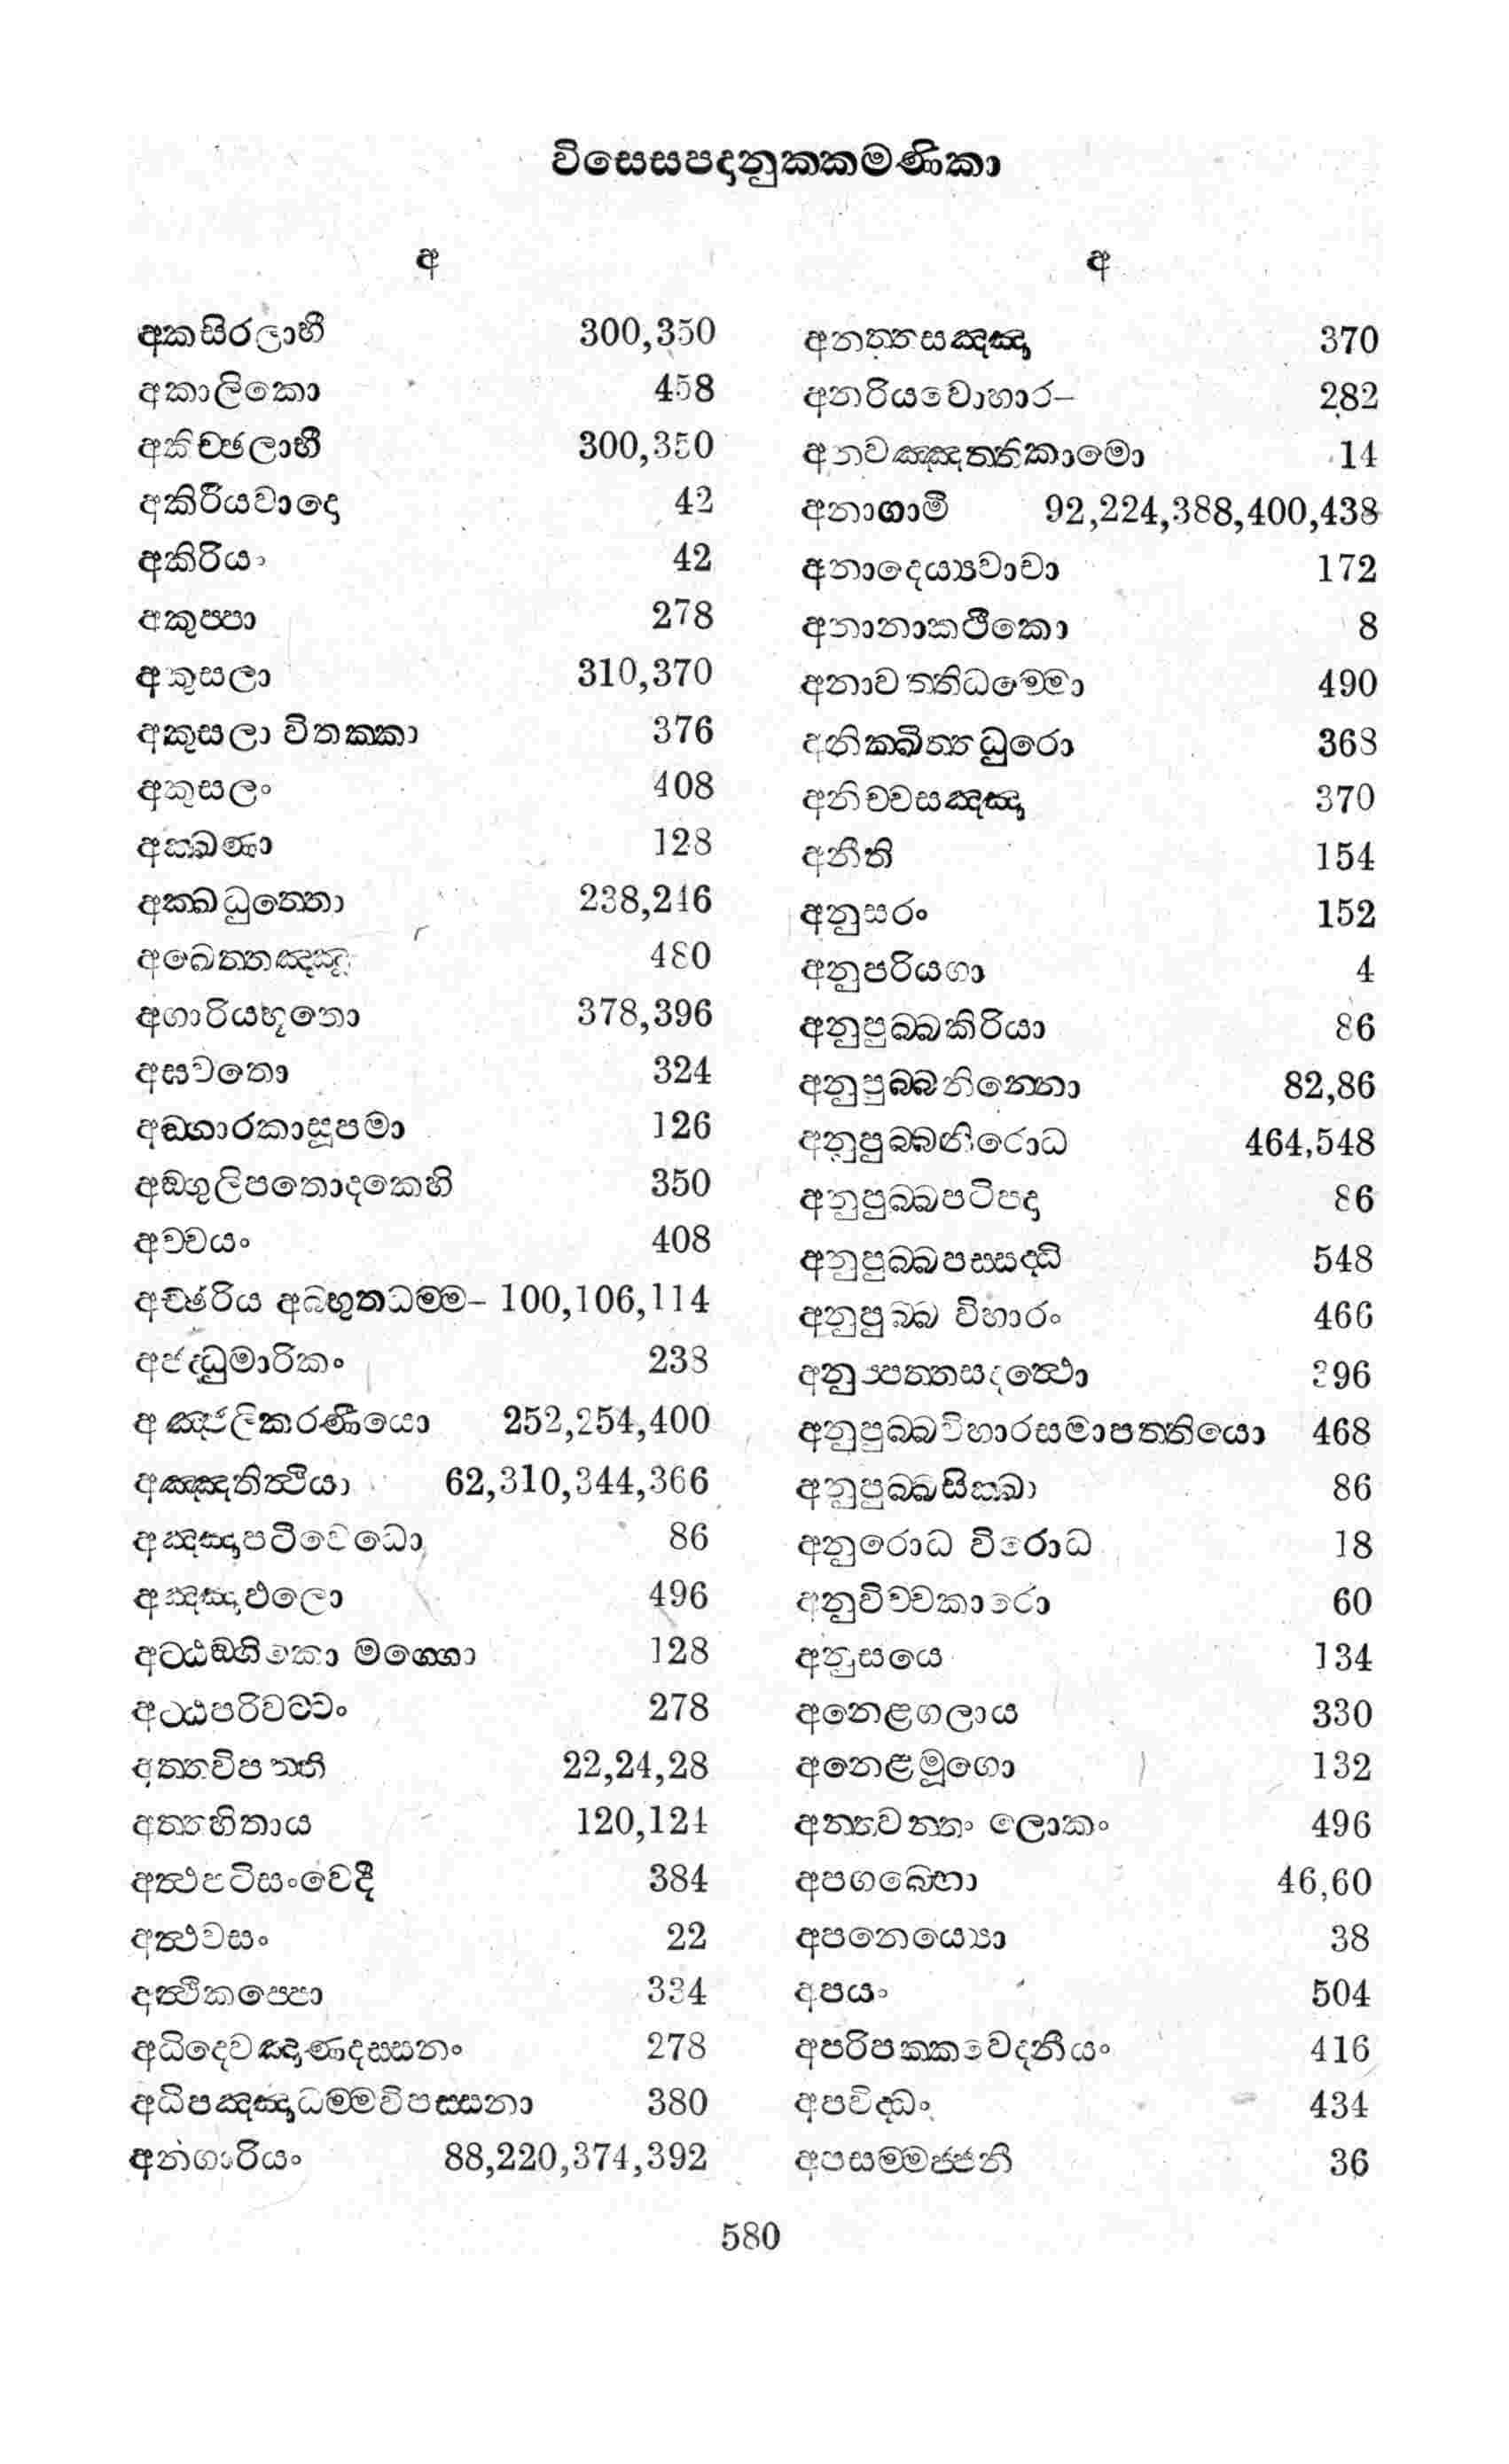 විසෙසපදානුක්කමණිකා
අ
අකසිරලාභී 300,350
අකාලිකො 458
අකිච්ඡලාභී 300,350
අකිරියවාදො 42
අකිරියා 42
අකුප්පා 278
අකුසලා 310,370
අකුසලා විතක්කා 376
අකුසලං 408
අක්ඛණා 128
අක්ඛධුත්තො 238,246
අඛෙත්තඤ්ඤූ 480
අගාරියභූතො 378,396
අඝවතො 324
අඞ්ගාරකාසූපමා 126
අඞ්ගුලිපතොදකෙහි 350
අච්චයං 408
අච්ඡරිය අබ්භුතධම්ම- 100,106,114
අජද්ධුමාරිකං 238
අඤ්ජලිකරණීයො 252,254,400
අඤ්ඤතිත්ථියා 62,310,344,366
අඤ්ඤාපටිවෙධො 86
අඤ්ඤාඵලො 496
අට්ඨඞ්ගිකො මග්ගො 128
අට්ඨපරිවට්ටං 278
අත්තවිපත්ති 22,24,28
අත්තහිතාය 120,124
අත්ථපටිසංවෙදී 384
අත්ථවසං 22
අත්ථිකප්පො 334
අධිදෙවඤාණදස්සනං 278
අධිපඤ්ඤාධම්මවිපස්සනා 380
අනගාරියං 88,220,374,392
අ
අනත්තසඤ්ඤා 370
අනරියවොහාර- 282
අනවඤ්ඤත්තිකාමො 14
අනාගාමි 92,224,388,400,438
අනාදෙය්‍යවාචා 172
අනානාකථිකො 8
අනාවත්තිධම්මො 490
අනික්ඛිත්තධුරො 368
අනිච්චසඤ්ඤා 370
අනීති 154
අනුසරං 152
අනුපරියගා 4
අනුපුබ්බකිරියා 86
අනුපුබ්බනින්නො 82,86
අනුපුබ්බනිරොධ 464,548
අනුපුබ්බපටිපදා 86
අනුපුබ්බපස්සද්ධි 548
අනුපුබ්බ විහාරං 466
අනුප්පත්තසදත්ථො 396
අනුපුබ්බවිහාරසමාපත්තියො 468
අනුපුබ්බසික්ඛා 86
අනුරොධ විරොධ 18
අනුවිච්චකාරො 60
අනුසයෙ 134
අනෙළගලාය 330
අනෙළමූගො 132
අන්තවන්තං ලොකං 496
අපගබ්භො 46,60
අපනෙය්‍යො 38
අපයං 504
අපරිපක්කවෙදනීයං 416
අපවිද්ධං 434
අපසම්මජ්ජනී 36
580